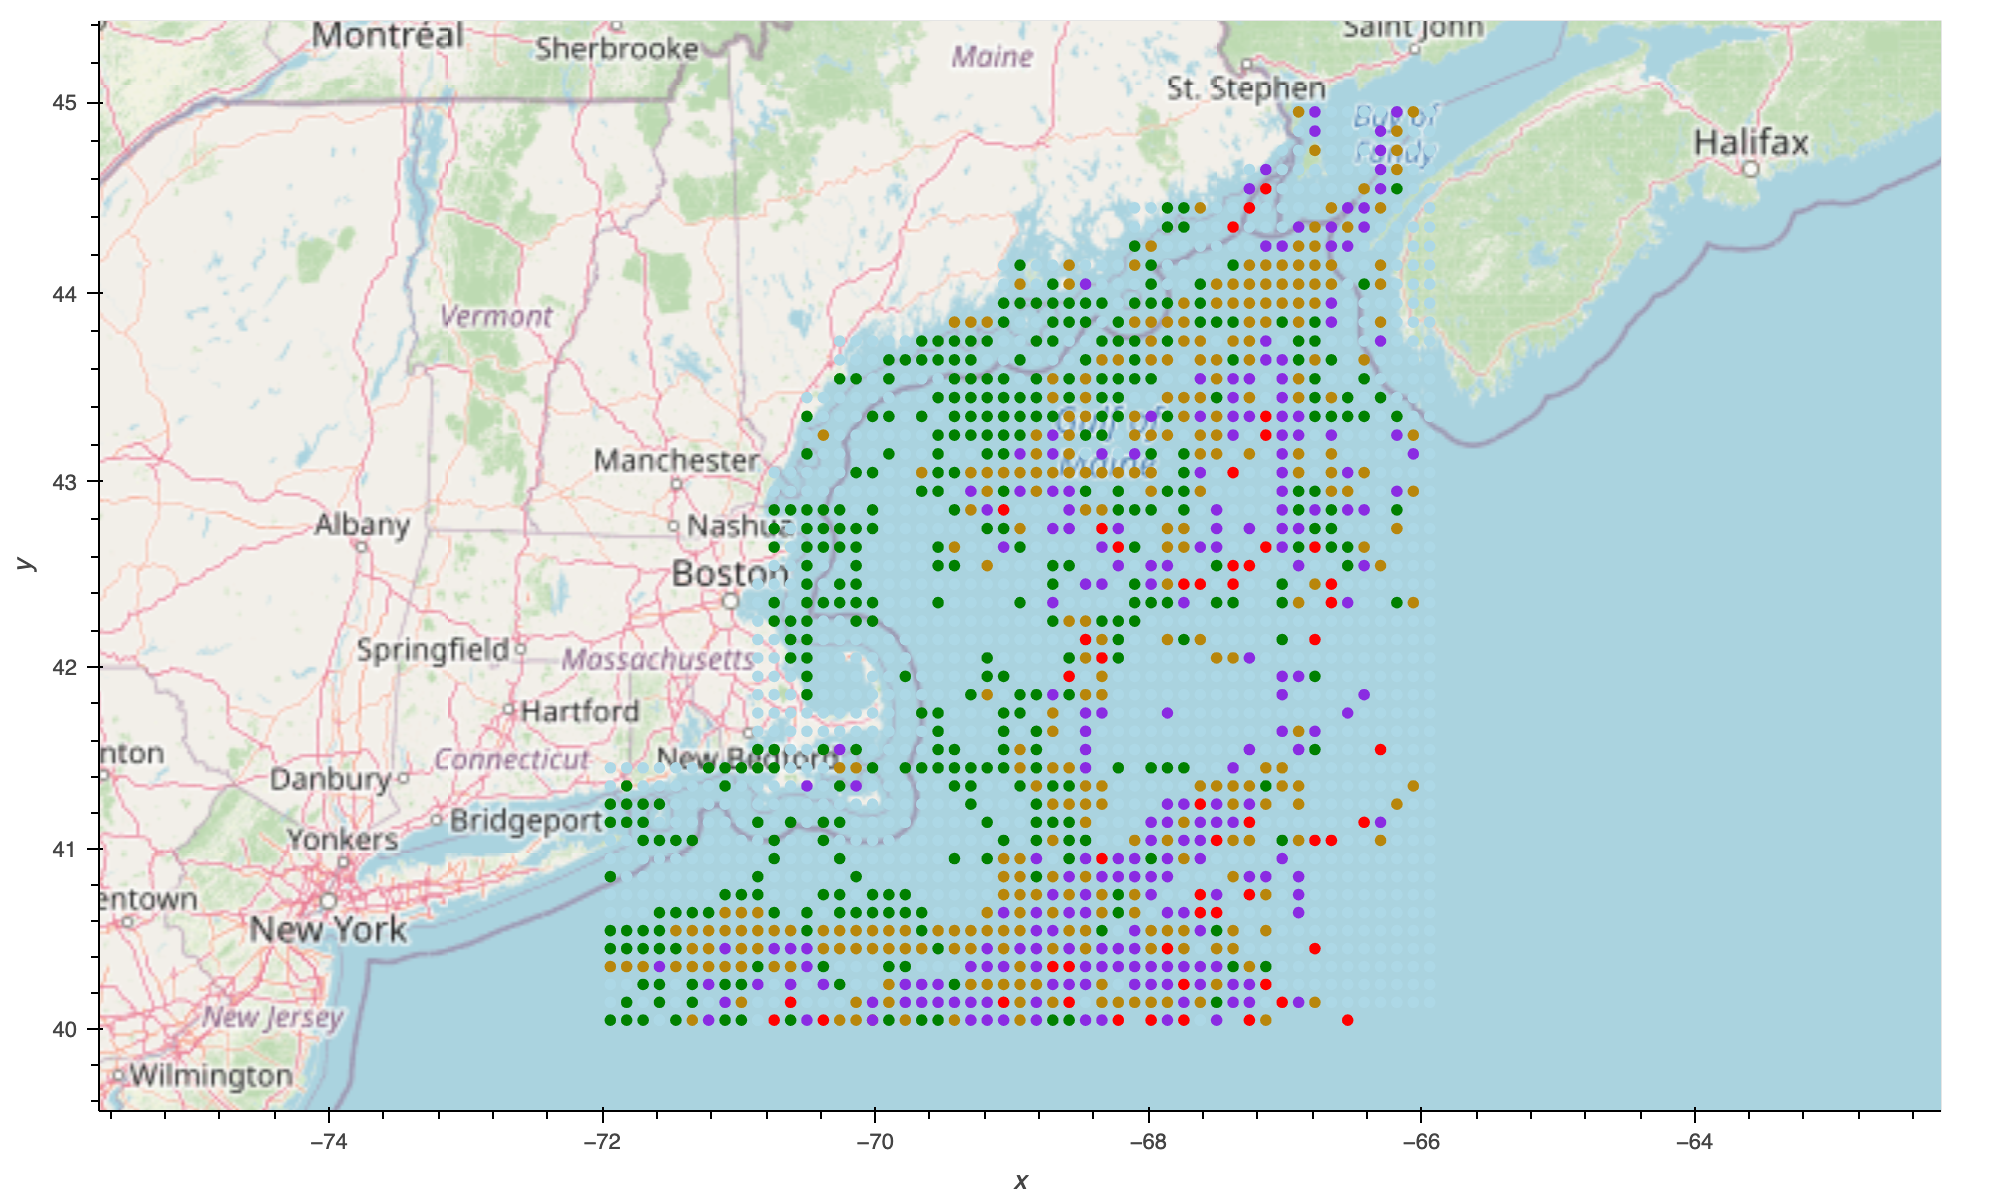 Montréal
Sherbrooke
Maine
Saint John
St. Stephen
Bay of
Fundy
Halifax
45
44
Vermont
Gulf of
Maine
Manchester
43
Albany
Nashua
Boston
y
Springfield
Massachusetts
42
Hartford
nton
Connecticut
New Bedford
Danbury
Bridgeport
Yonkers
41
entown
New York
New Jersey
40
Wilmington
−74
−72
−70
−68
−66
−64
x